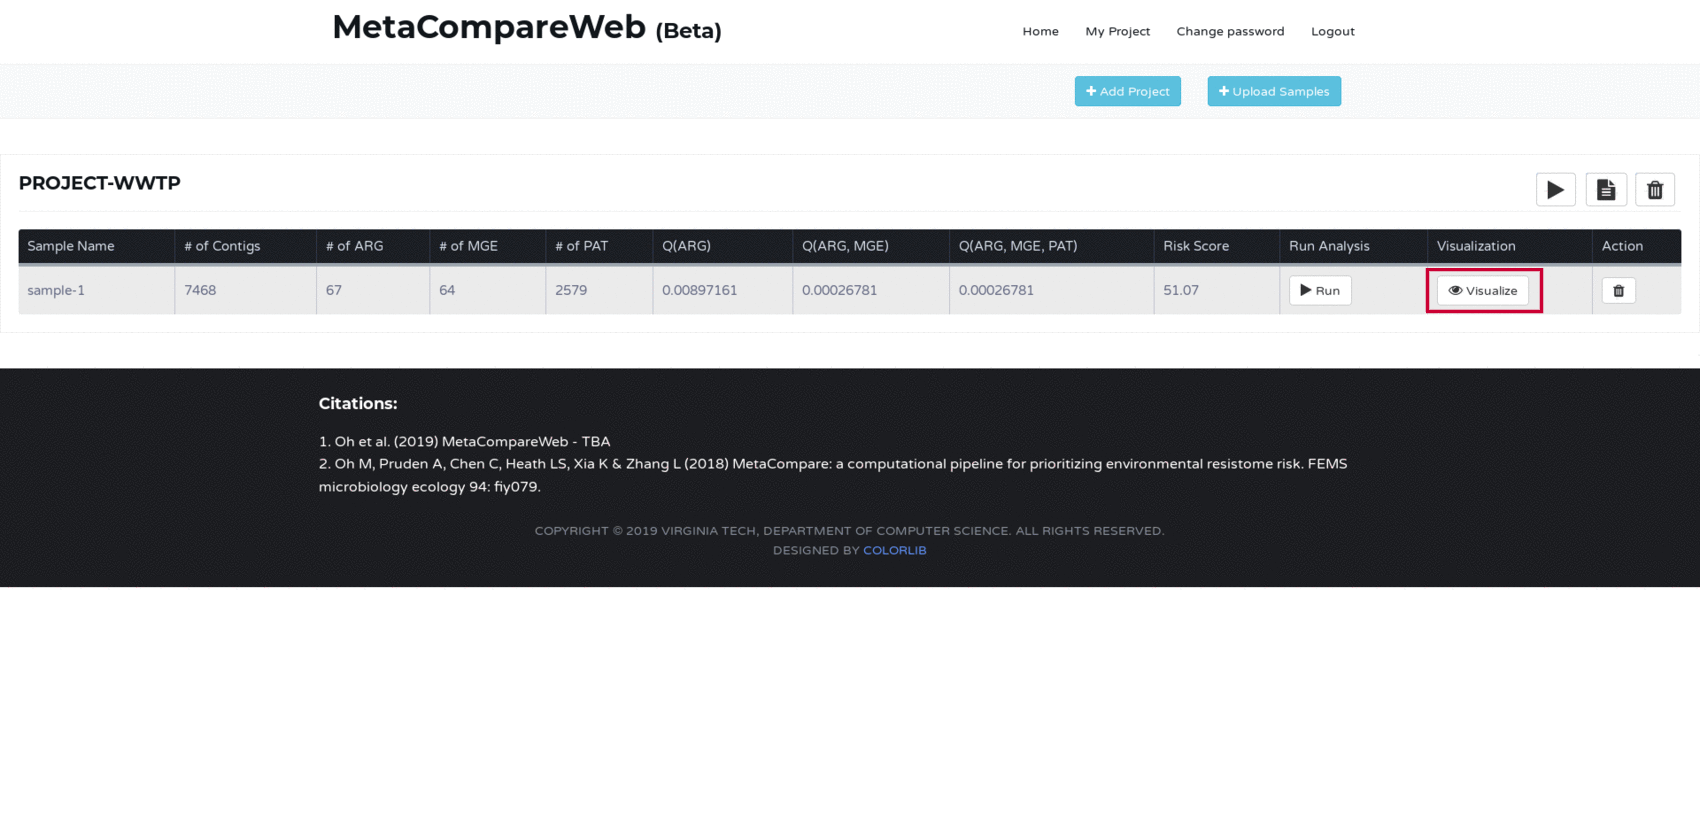 MetaCompareWeb (Beta)
Home My Project Change password Logout
Add Project Upload Samples
PROJECT-WWTP
Sample Name # of Contigs # of ARG # of MGE # of PAT Q(ARG) Q(ARG, MGE) Q(ARG, MGE, PAT) Risk Score Run Analysis Visualization Action
sample-1 7468 67 64 2579 0.00897161 0.00026781 0.00026781 51.07 Run Visualize
Citations:
1. Oh et al. (2019) MetaCompareWeb - TBA
2. Oh M, Pruden A, Chen C, Heath LS, Xia K & Zhang L (2018) MetaCompare: a computational pipeline for prioritizing environmental resistome risk. FEMS
microbiology ecology 94: fiy079.
COPYRIGHT © 2019 VIRGINIA TECH, DEPARTMENT OF COMPUTER SCIENCE. ALL RIGHTS RESERVED.
DESIGNED BY COLORLIB